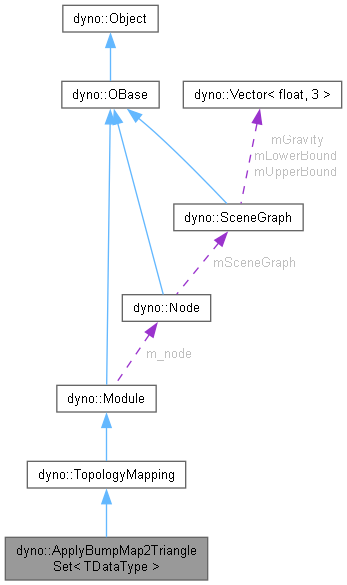 dyno::Object
dyno::OBase
dyno::Vector< float, 3 >
mGravity
mLowerBound
mUpperBound
dyno::SceneGraph
mSceneGraph
dyno::Node
m_node
dyno::Module
dyno::TopologyMapping
dyno::ApplyBumpMap2Triangle
Set< TDataType >